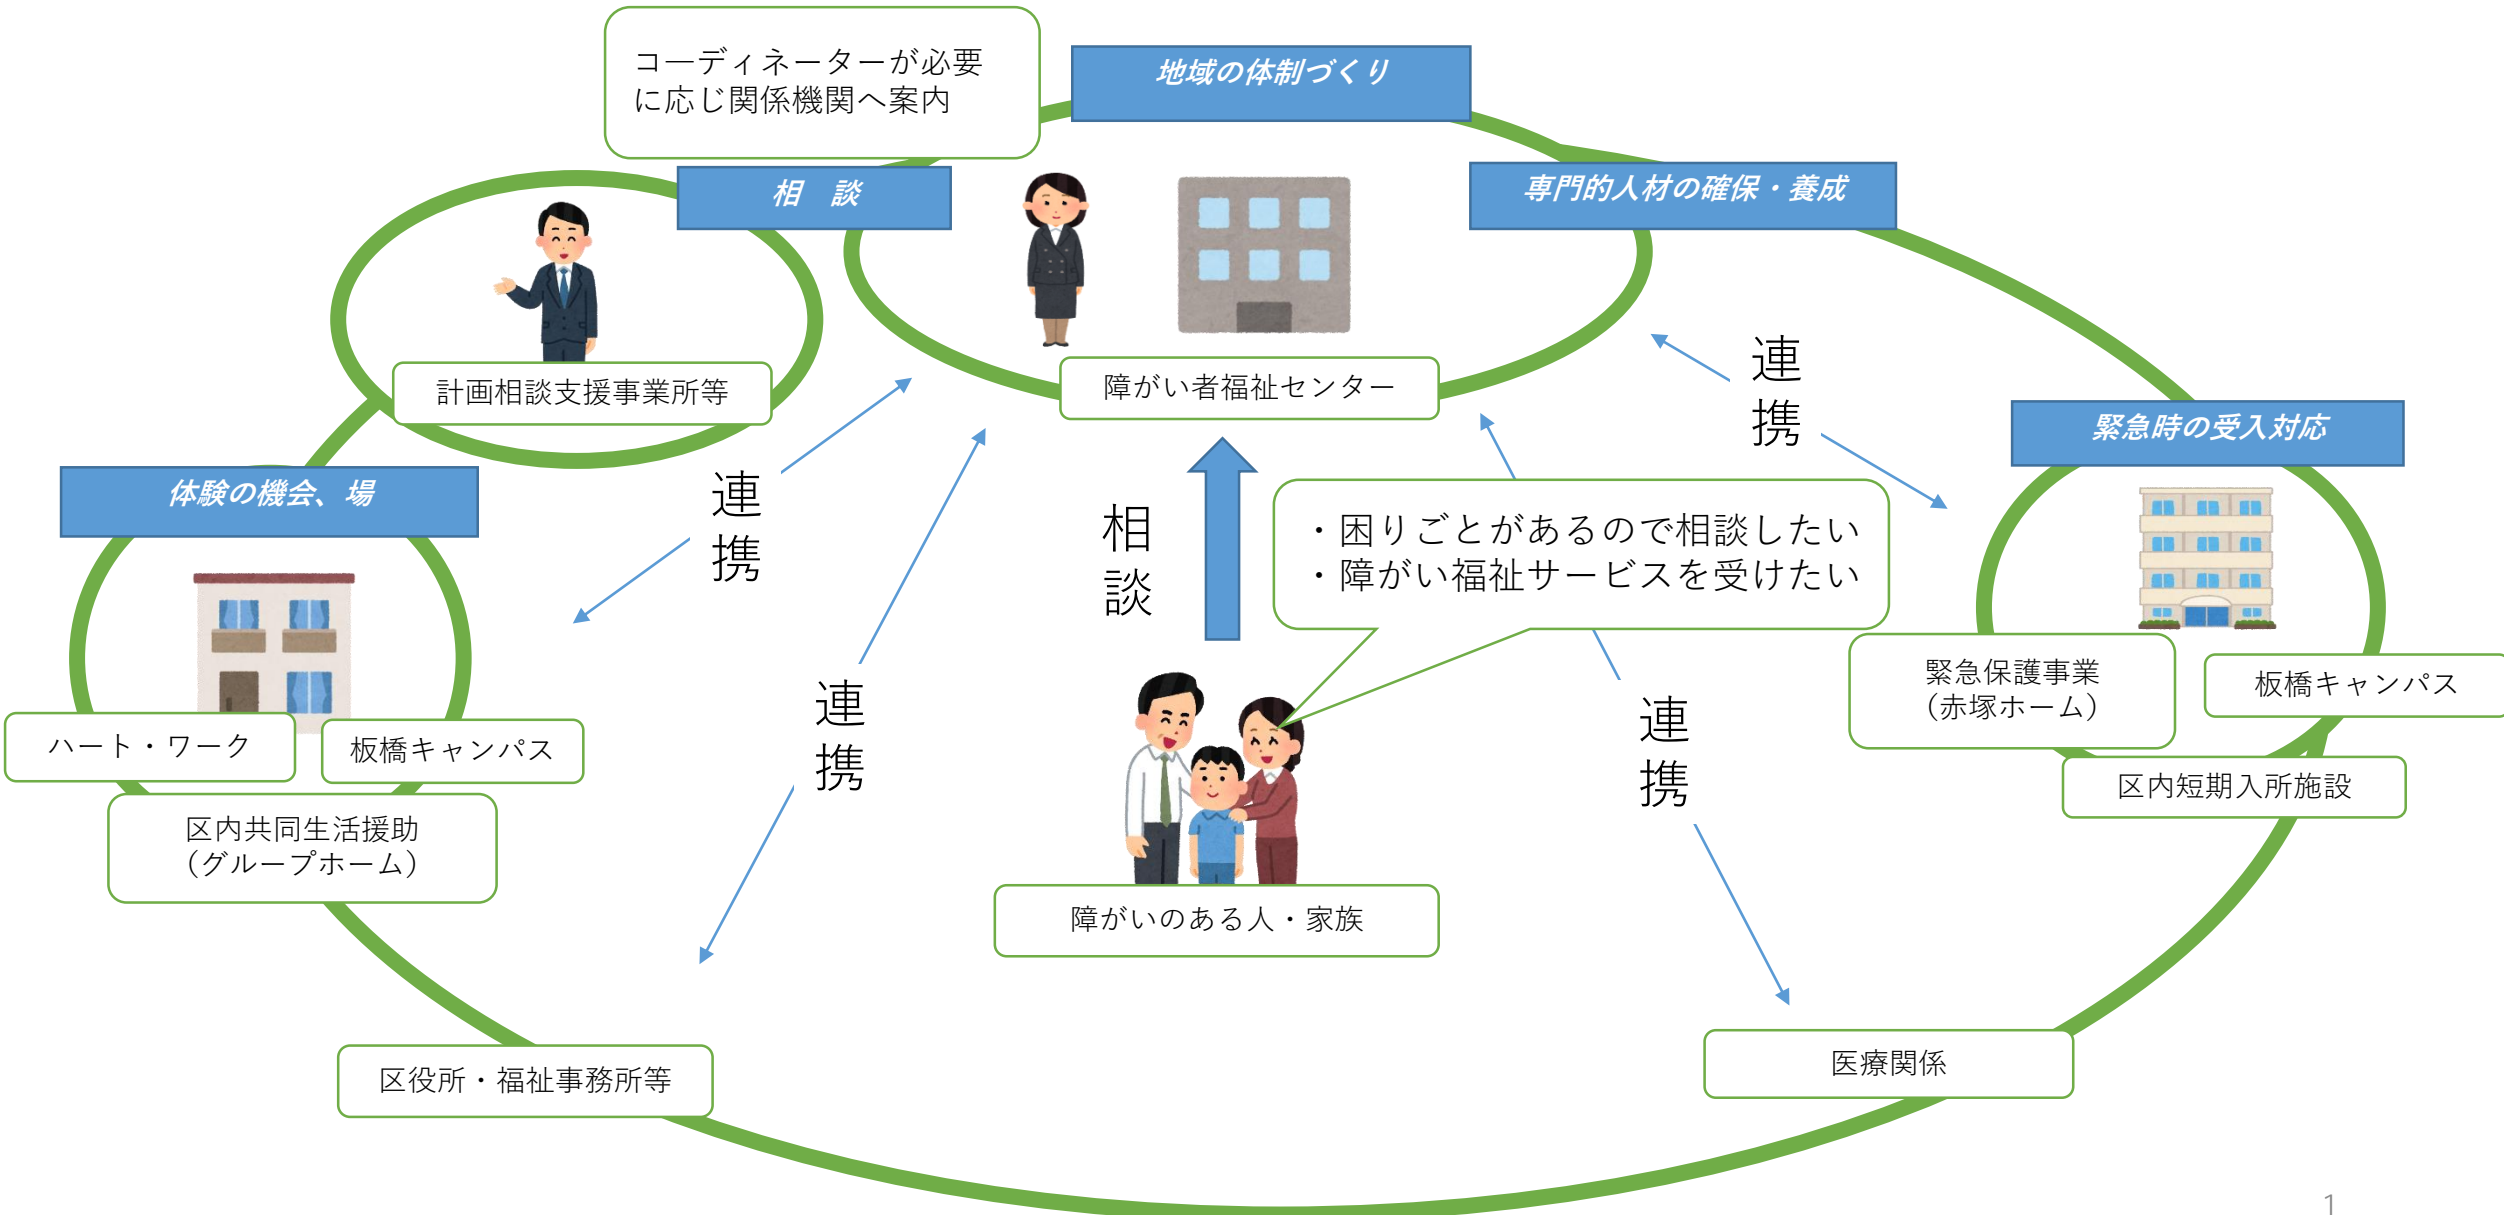 コーディネーターが必要
に応じ関係機関へ案内
地域の体制づくり
相　談
専門的人材の確保・養成
計画相談支援事業所等
障がい者福祉センター
連携
緊急時の受入対応
体験の機会、場
連携
相談
・困りごとがあるので相談したい
・障がい福祉サービスを受けたい
緊急保護事業
（赤塚ホーム）
板橋キャンパス
区内短期入所施設
ハート・ワーク
板橋キャンパス
区内共同生活援助
（グループホーム）
連携
連携
障がいのある人・家族
区役所・福祉事務所等
医療関係
1